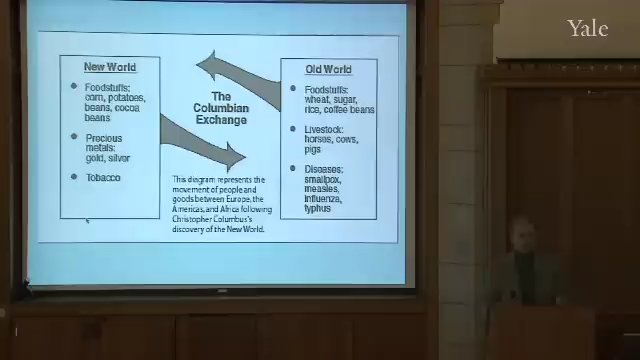 Yale
New World
Foodstuffs:
corn, potatoes,
beans, cocoa
beans
Precious
metals:
gold, silver
Tobacco
The
Columbian
Exchange
This diagram represents the
movement of people and
goods between Europe, the
Americas, and Africa following
Christopher Columbus's
discovery of the New World.
Old World
Foodstuffs:
wheat, sugar,
rice, coffee beans
Livestock:
horses, cows,
pigs
Diseases:
smallpox,
measles,
influenza,
typhus